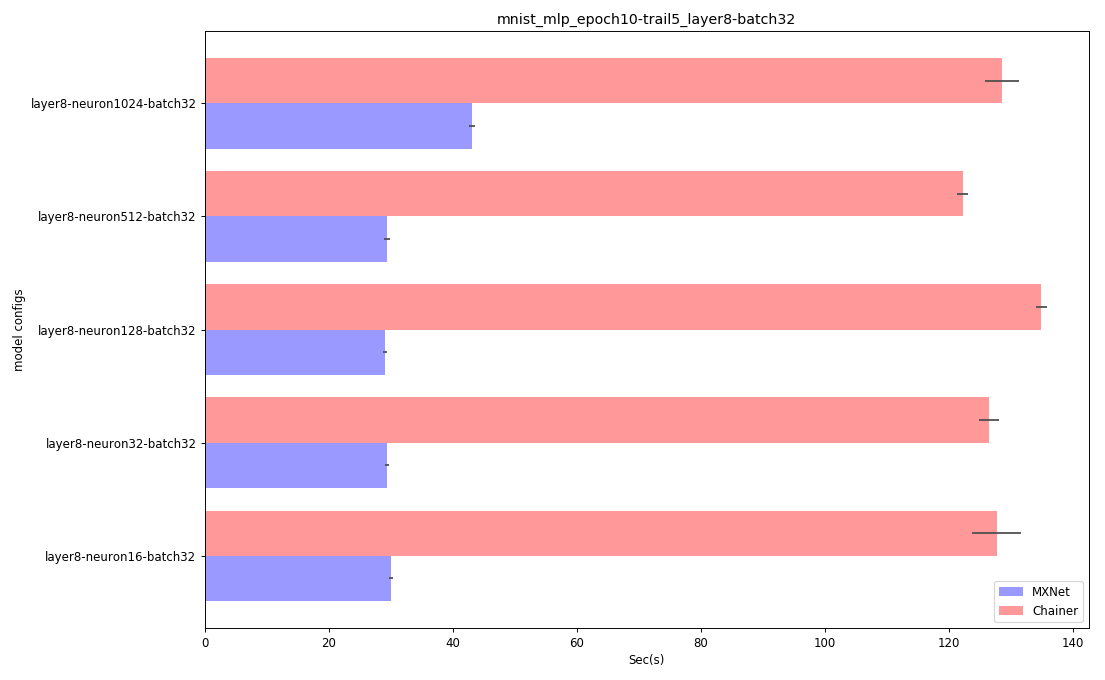 mnist_mlp_epoch10-trail5_layer8-batch32
model configs
layer8-neuron1024-batch32
layer8-neuron512-batch32
layer8-neuron128-batch32
layer8-neuron32-batch32
layer8-neuron16-batch32
MXNet
Chainer
0 20 40 60 80 100 120 140
Sec(s)